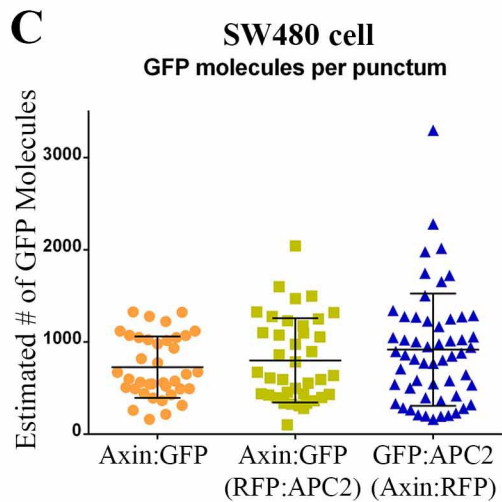 C
SW480 cell
GFP molecules per punctum
Estimated # of GFP Molecules
3000
2000
1000
0
Axin:GFP
Axin:GFP
(RFP:APC2)
GFP:APC2
(Axin:RFP)